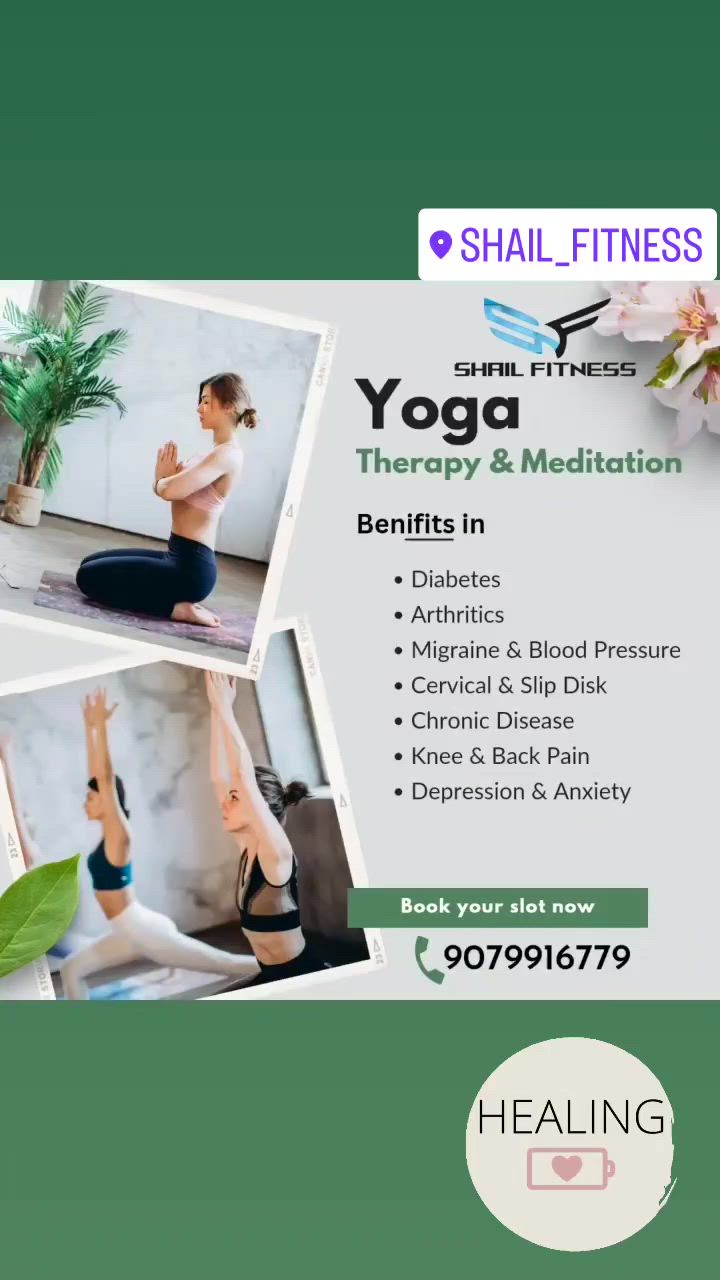 SHAIL_FITNESS
SHAIL FITNESS
Yoga
Therapy & Meditation
Benifits in
• Diabetes
• Arthritics
• Migraine & Blood Pressure
• Cervical & Slip Disk
• Chronic Disease
• Knee & Back Pain
• Depression & Anxiety
Book your slot now
9079916779
HEALING